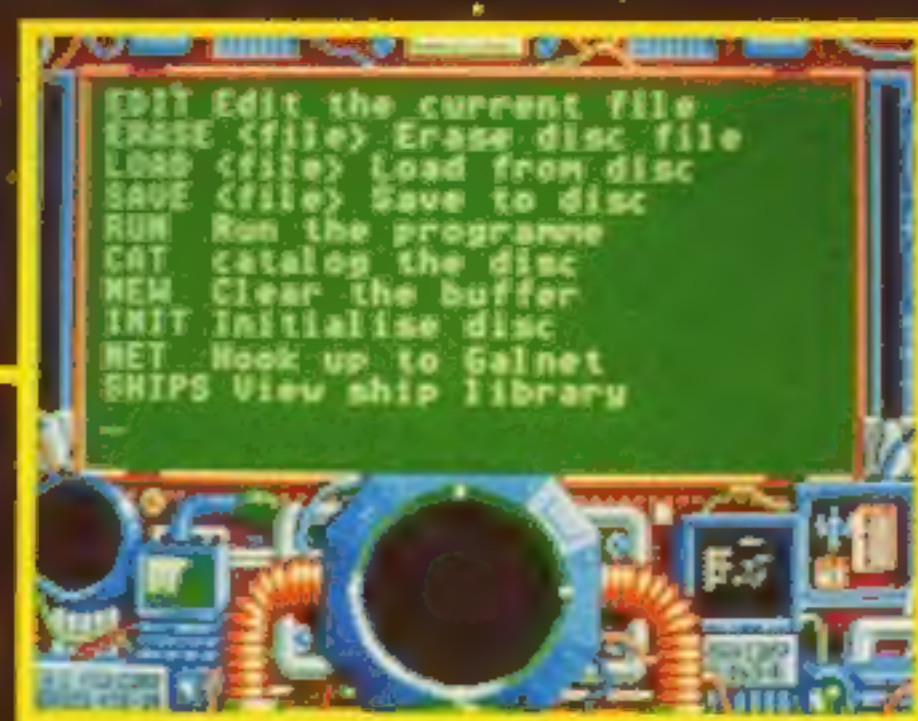 EDIT Edit the current file
ERASE <file> Erase disc file
LOAD <file> Load from disc
SAVE <file> Save to disc
RUN Run the programme
CAT catalog the disc
NEW Clear the buffer
INIT Initialise disc
NET Hook up to Galnet
SHIPS View ship library